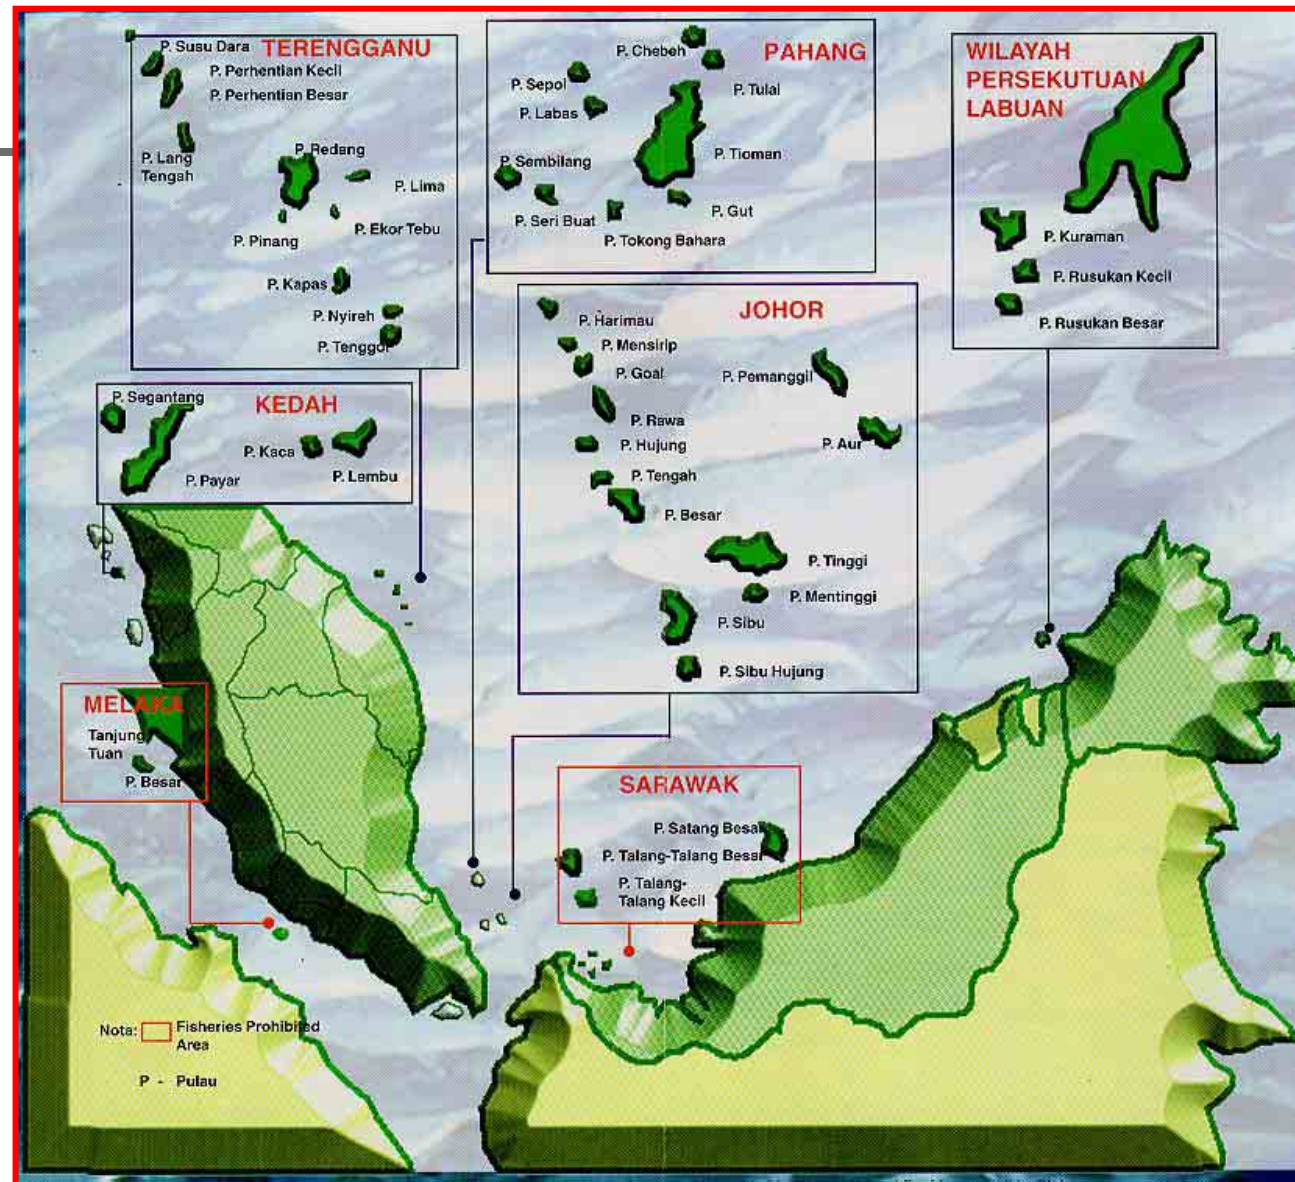 TERENGGANU
P. Susu Dara
P. Perhentian Kecil
P. Perhentian Besar
P. Lang
Tengah
P. Redang
P. Lima
P. Pinang
P. Ekor Tebu
P. Kapas
P. Nyireh
P. Tenggol
PAHANG
P. Chebeh
P. Sepoi
P. Tulai
P. Labas
P. Tioman
P. Sembilang
P. Seri Buat
P. Gut
P. Tokong Bahara
WILAYAH
PERSEKUTUAN
LABUAN
P. Kuraman
P. Rusukan Kecil
P. Rusukan Besar
KEDAH
P. Segantang
P. Kaca
P. Lembu
P. Payar
JOHOR
P. Harimau
P. Mensirip
P. Goal
P. Pemanggil
P. Rawa
P. Hujung
P. Aur
P. Tengah
P. Besar
P. Tinggi
P. Mentinggi
P. Sibu
P. Sibu Hujung
MELAKA
Tanjung
Tuan
P. Besar
SARAWAK
P. Satang Besar
P. Talang-Talang Besar
P. Talang-
Talang Kecil
Nota: Fisheries Prohibited
Area
P - Pulau